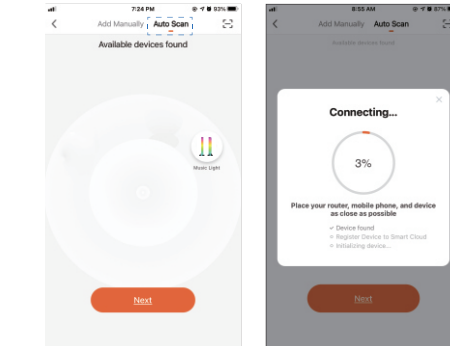 7:24 PM
93%
Add Manually Auto Scan
Available devices found
Music Light
Next
8:55 AM
87%
Add Manually Auto Scan
Available devices found
Connecting...
3%
Place your router, mobile phone, and device
as close as possible
Device found
Register Device to Smart Cloud
Initializing device...
Next